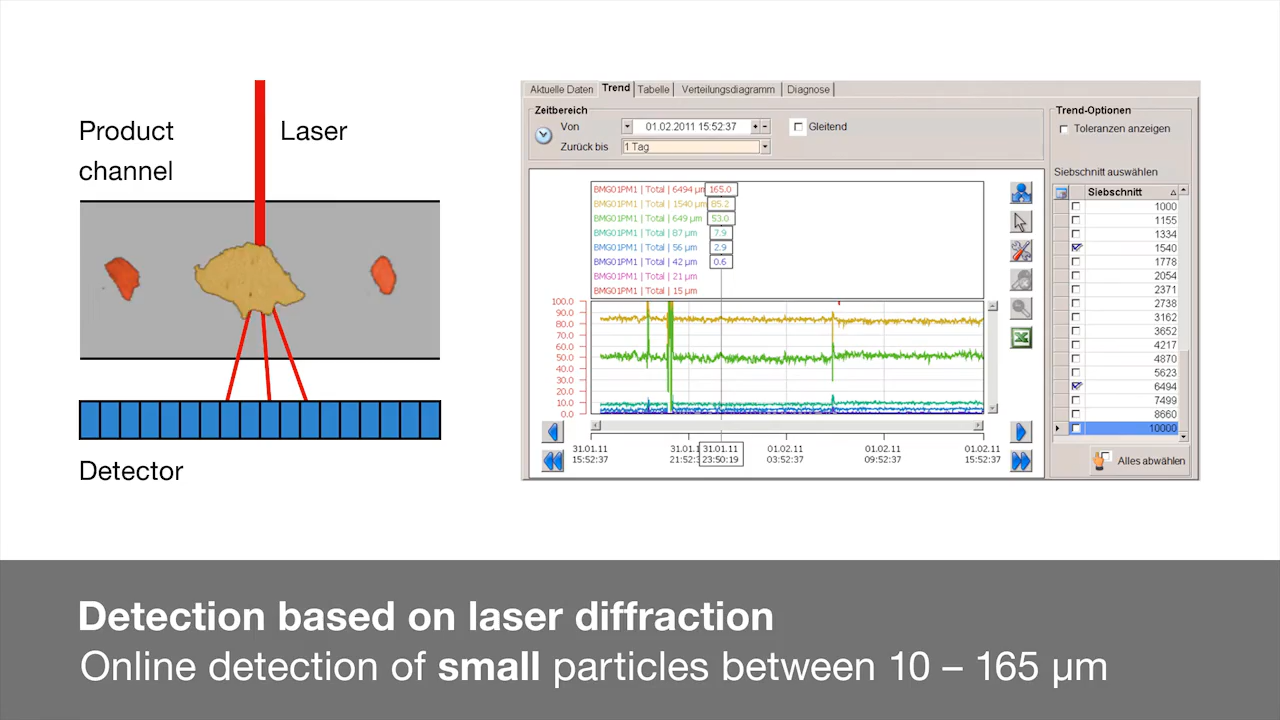 Product
channel
Laser
Detector
Aktuelle Daten Trend Tabelle Verteilungsdiagramm Diagnose
Zeitbereich
Von 01.02.2011 15:52:37 Gleitend
Zurück bis 1 Tag
BMG01PM1 | Total | 6494 µm 165.0
BMG01PM1 | Total | 1540 µm 85.2
BMG01PM1 | Total | 649 µm 53.0
BMG01PM1 | Total | 87 µm 7.9
BMG01PM1 | Total | 56 µm 2.9
BMG01PM1 | Total | 42 µm 0.6
BMG01PM1 | Total | 21 µm
BMG01PM1 | Total | 15 µm
100.0
90.0
80.0
70.0
60.0
50.0
40.0
30.0
20.0
10.0
0.0
31.01.11 31.01.1 31.01.11 01.02.11 01.02.11 01.02.11
15:52:37 21:52:3 23:50:19 03:52:37 09:52:37 15:52:37
Trend-Optionen
Toleranzen anzeigen
Siebschnitt auswählen
Siebschnitt
1000
1155
1334
1540
1778
2054
2371
2738
3162
3652
4217
4870
5623
6494
7499
8660
10000
Alles abwählen
Detection based on laser diffraction
Online detection of small particles between 10 – 165 µm